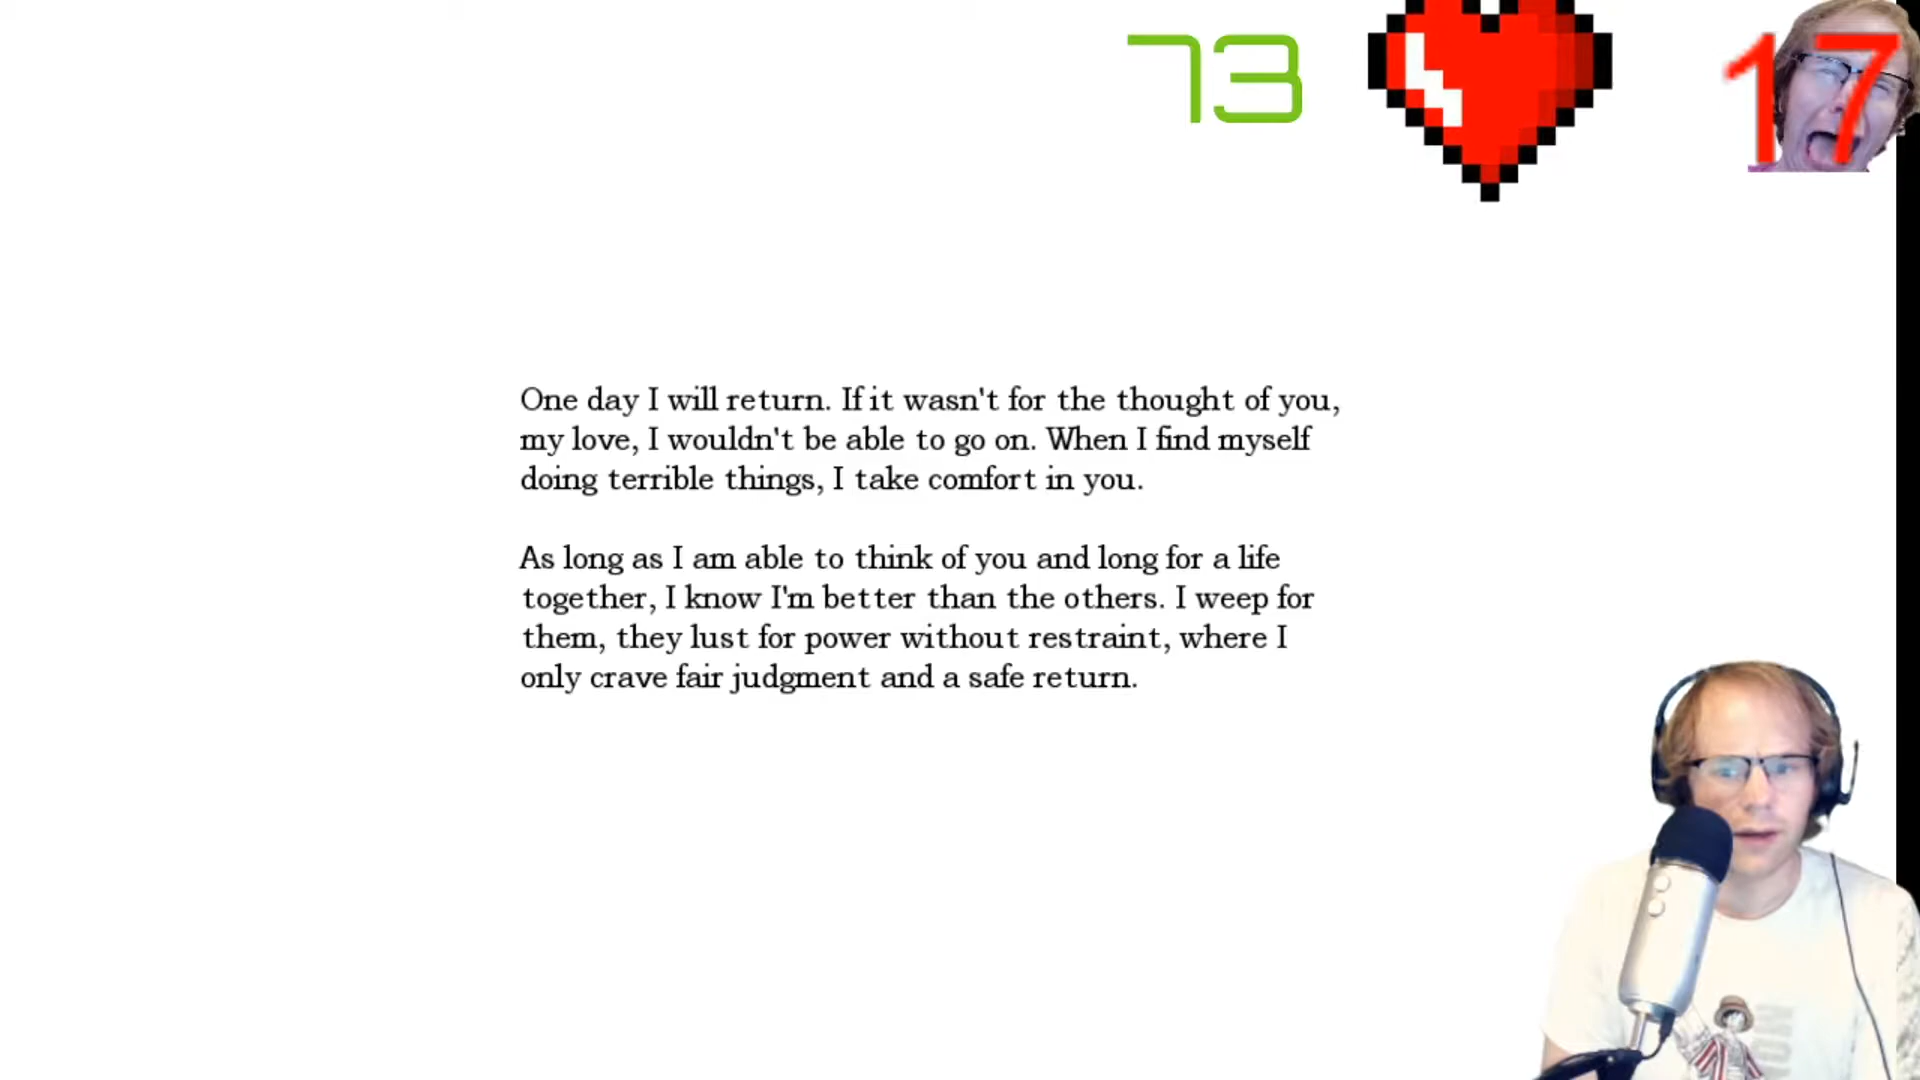 73
17
One day I will return. If it wasn't for the thought of you,
my love, I wouldn't be able to go on. When I find myself
doing terrible things, I take comfort in you.
As long as I am able to think of you and long for a life
together, I know I'm better than the others. I weep for
them, they lust for power without restraint, where I
only crave fair judgment and a safe return.